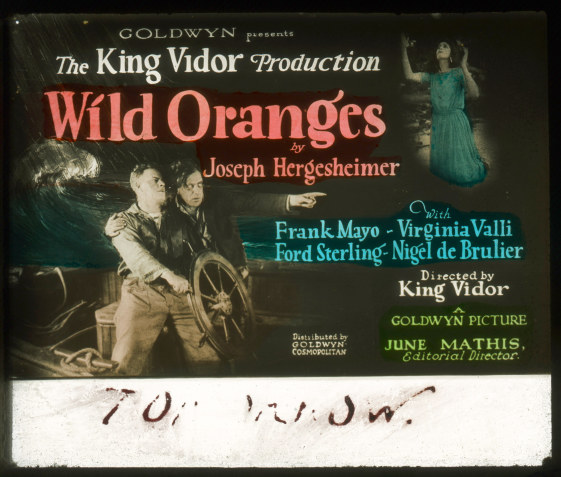 GOLDWYN presents
The King Vidor Production
Wild Oranges
by
Joseph Hergesheimer
With
Frank Mayo - Virginia Valli
Ford Sterling - Nigel de Brulier
Directed by
King Vidor
A
GOLDWYN PICTURE
Distributed by
GOLDWYN-
COSMOPOLITAN
JUNE MATHIS,
Editorial Director.